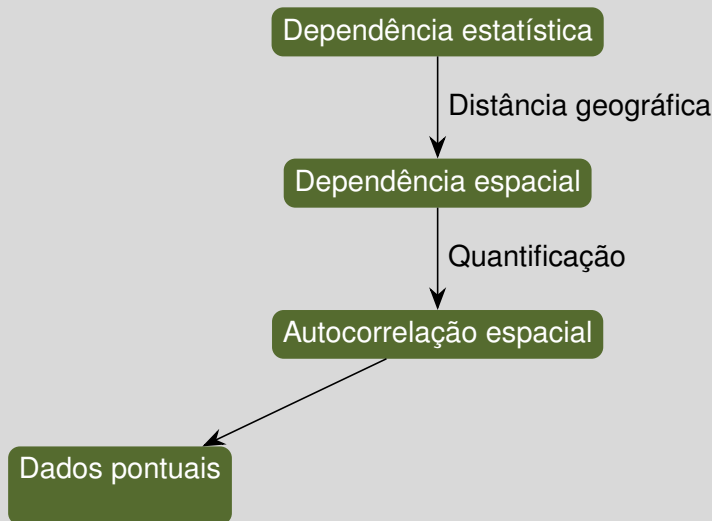 Dependência estatística
Distância geográfica
Dependência espacial
Quantificação
Autocorrelação espacial
Dados pontuais